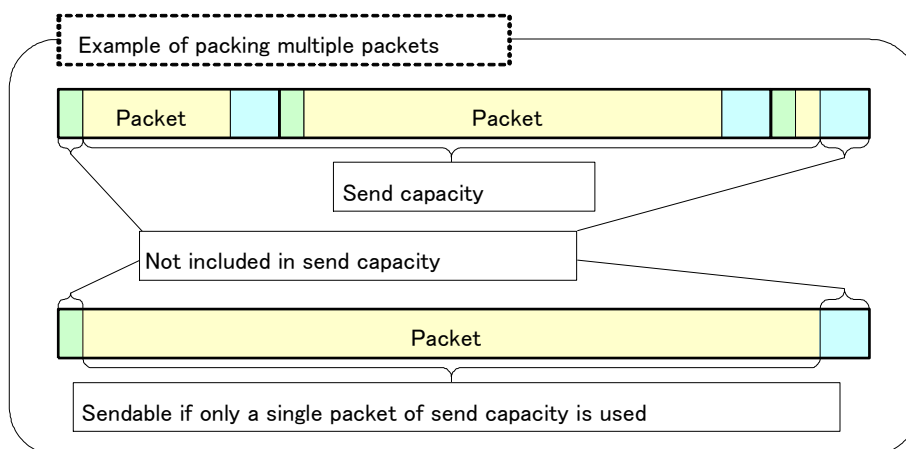 Example of packing multiple packets
Packet Packet
Send capacity
Not included in send capacity
Packet
Sendable if only a single packet of send capacity is used